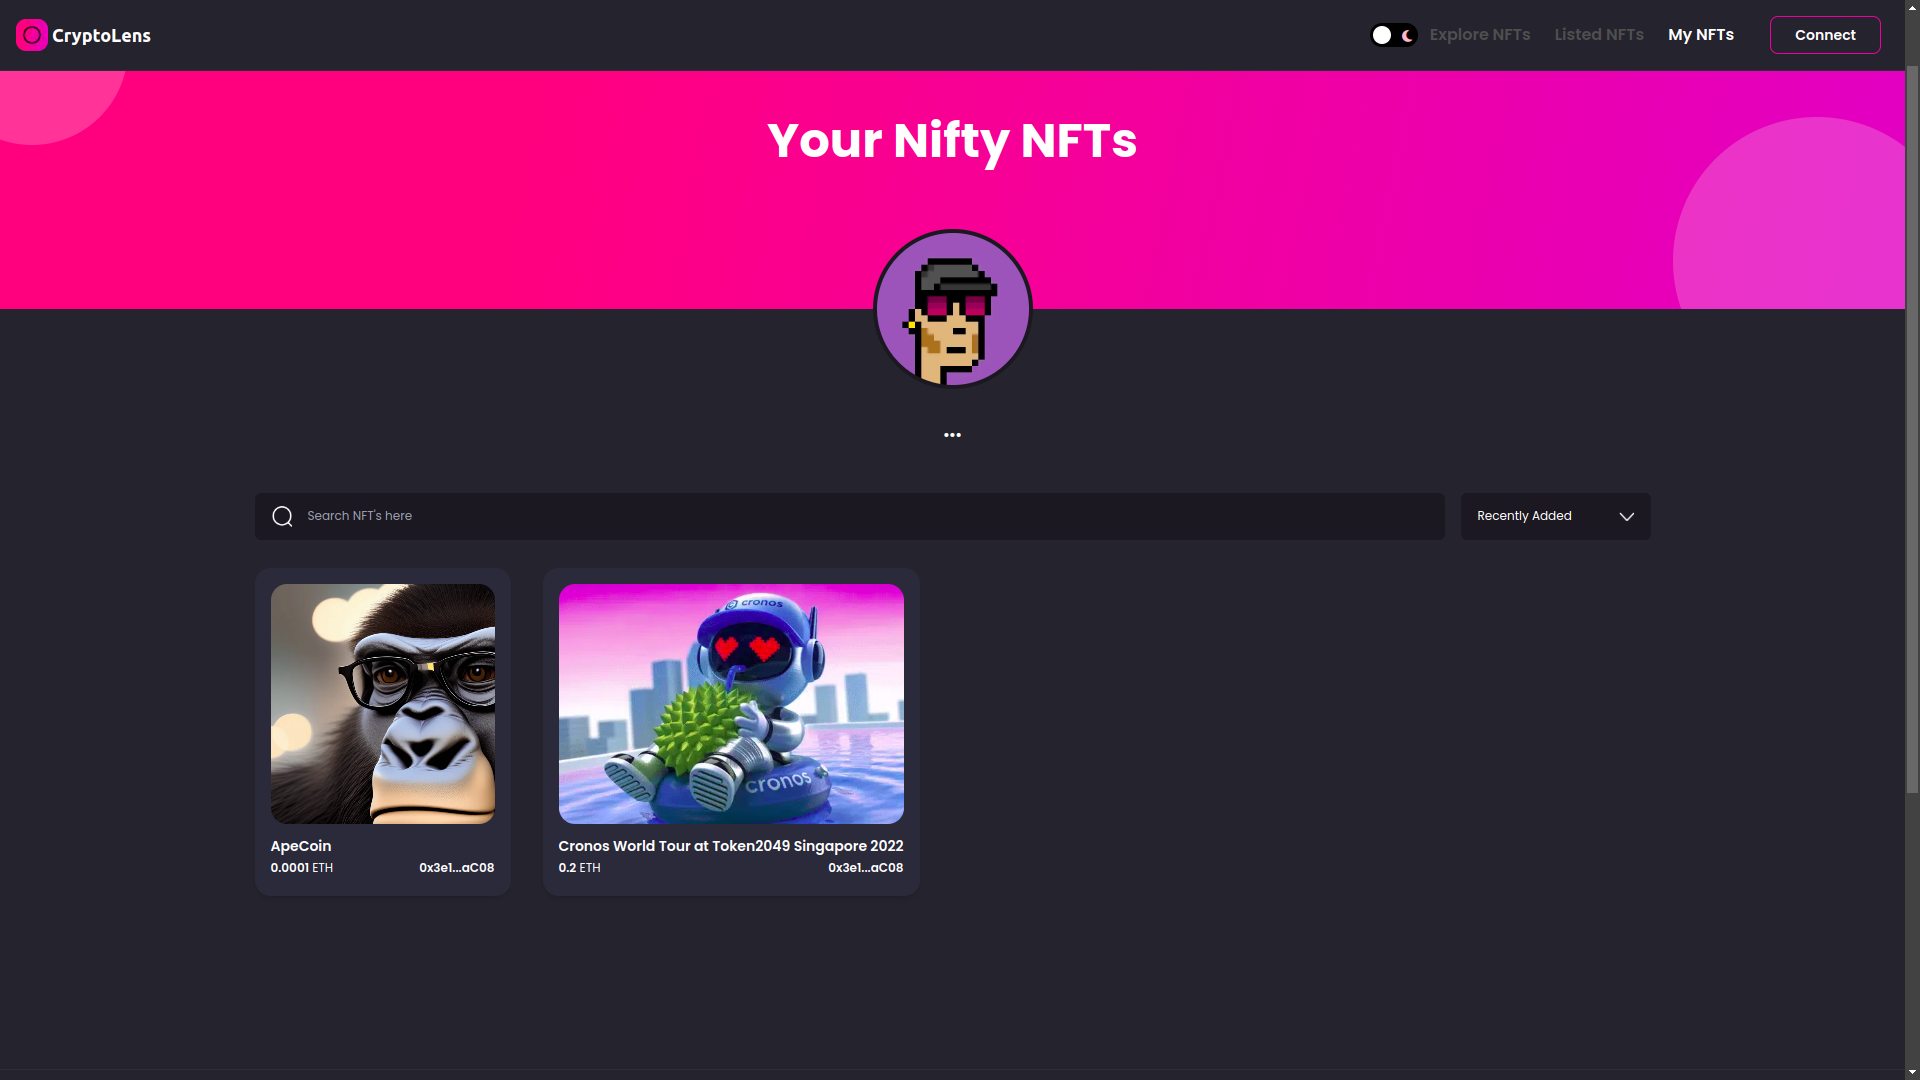 CryptoLens
Explore NFTs
Listed NFTs
My NFTs
Connect
Your Nifty NFTs
...
Search NFT's here
Recently Added
cronos
cronos
ApeCoin
0.0001 ETH
0x3e1...aC08
Cronos World Tour at Token2049 Singapore 2022
0.2 ETH
0x3e1...aC08